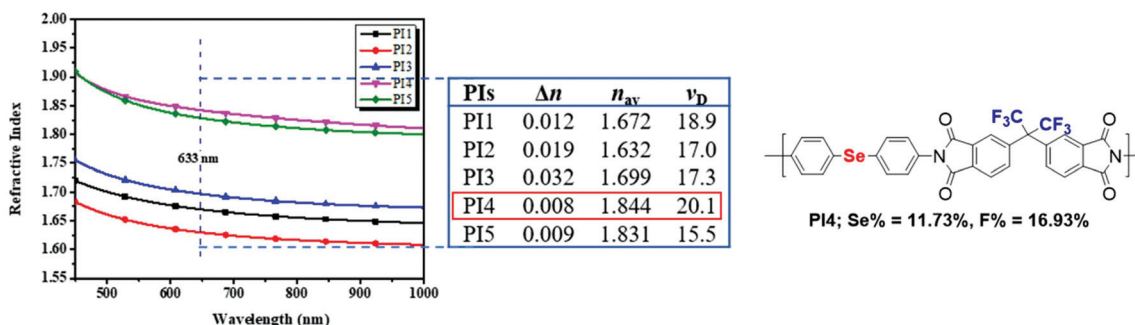 2.00
1.95
1.90
1.85
1.80
1.75
1.70
1.65
1.60
1.55
Refractive Index
500
600
700
800
900
1000
Wavelength (nm)
633 nm
PI1
PI2
PI3
PI4
PI5
PIs Δn n_av ν_D
PI1 0.012 1.672 18.9
PI2 0.019 1.632 17.0
PI3 0.032 1.699 17.3
PI4 0.008 1.844 20.1
PI5 0.009 1.831 15.5
F₃C
CF₃
O
O
Se
N
N
O
O
PI4; Se% = 11.73%, F% = 16.93%